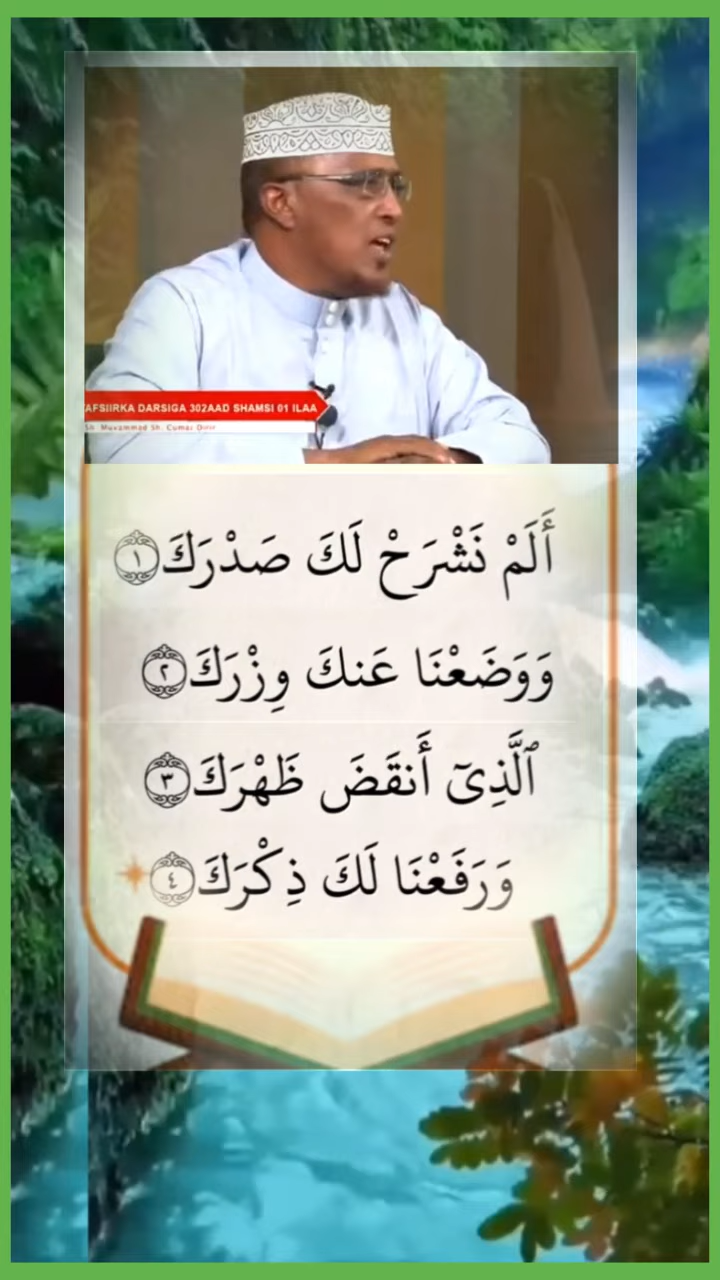 AFSIIRKA DARSIGA 302AAD SHAMSI 01 ILAA
Sh. Muxammad Sh. Cumar Dirir
أَلَمْ نَشْرَحْ لَكَ صَدْرَكَ ١
وَوَضَعْنَا عَنكَ وِزْرَكَ ٢
ٱلَّذِىٓ أَنقَضَ ظَهْرَكَ ٣
وَرَفَعْنَا لَكَ ذِكْرَكَ ٤